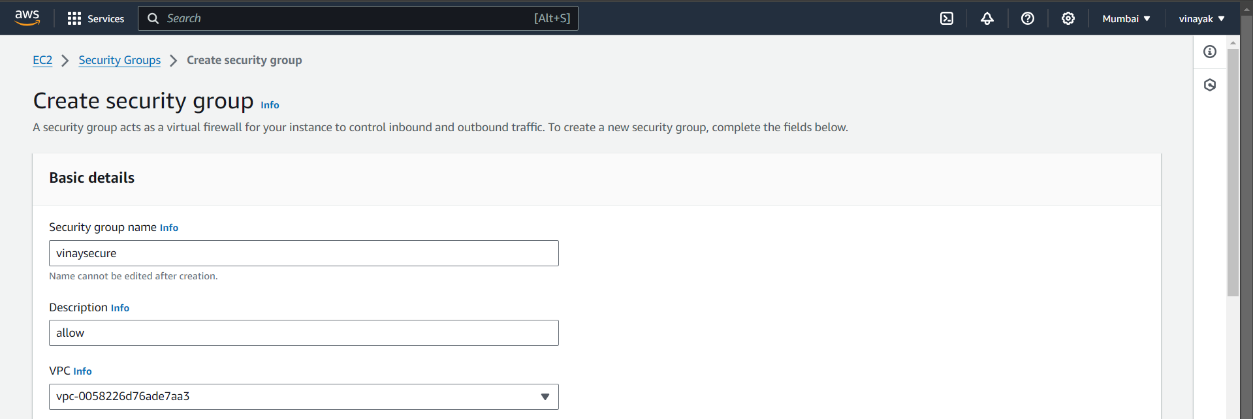 aws Services Search [Alt+S] Mumbai vinayak
EC2 Security Groups Create security group
Create security group Info
A security group acts as a virtual firewall for your instance to control inbound and outbound traffic. To create a new security group, complete the fields below.
Basic details
Security group name Info
vinaysecure
Name cannot be edited after creation.
Description Info
allow
VPC Info
vpc-0058226d76ade7aa3